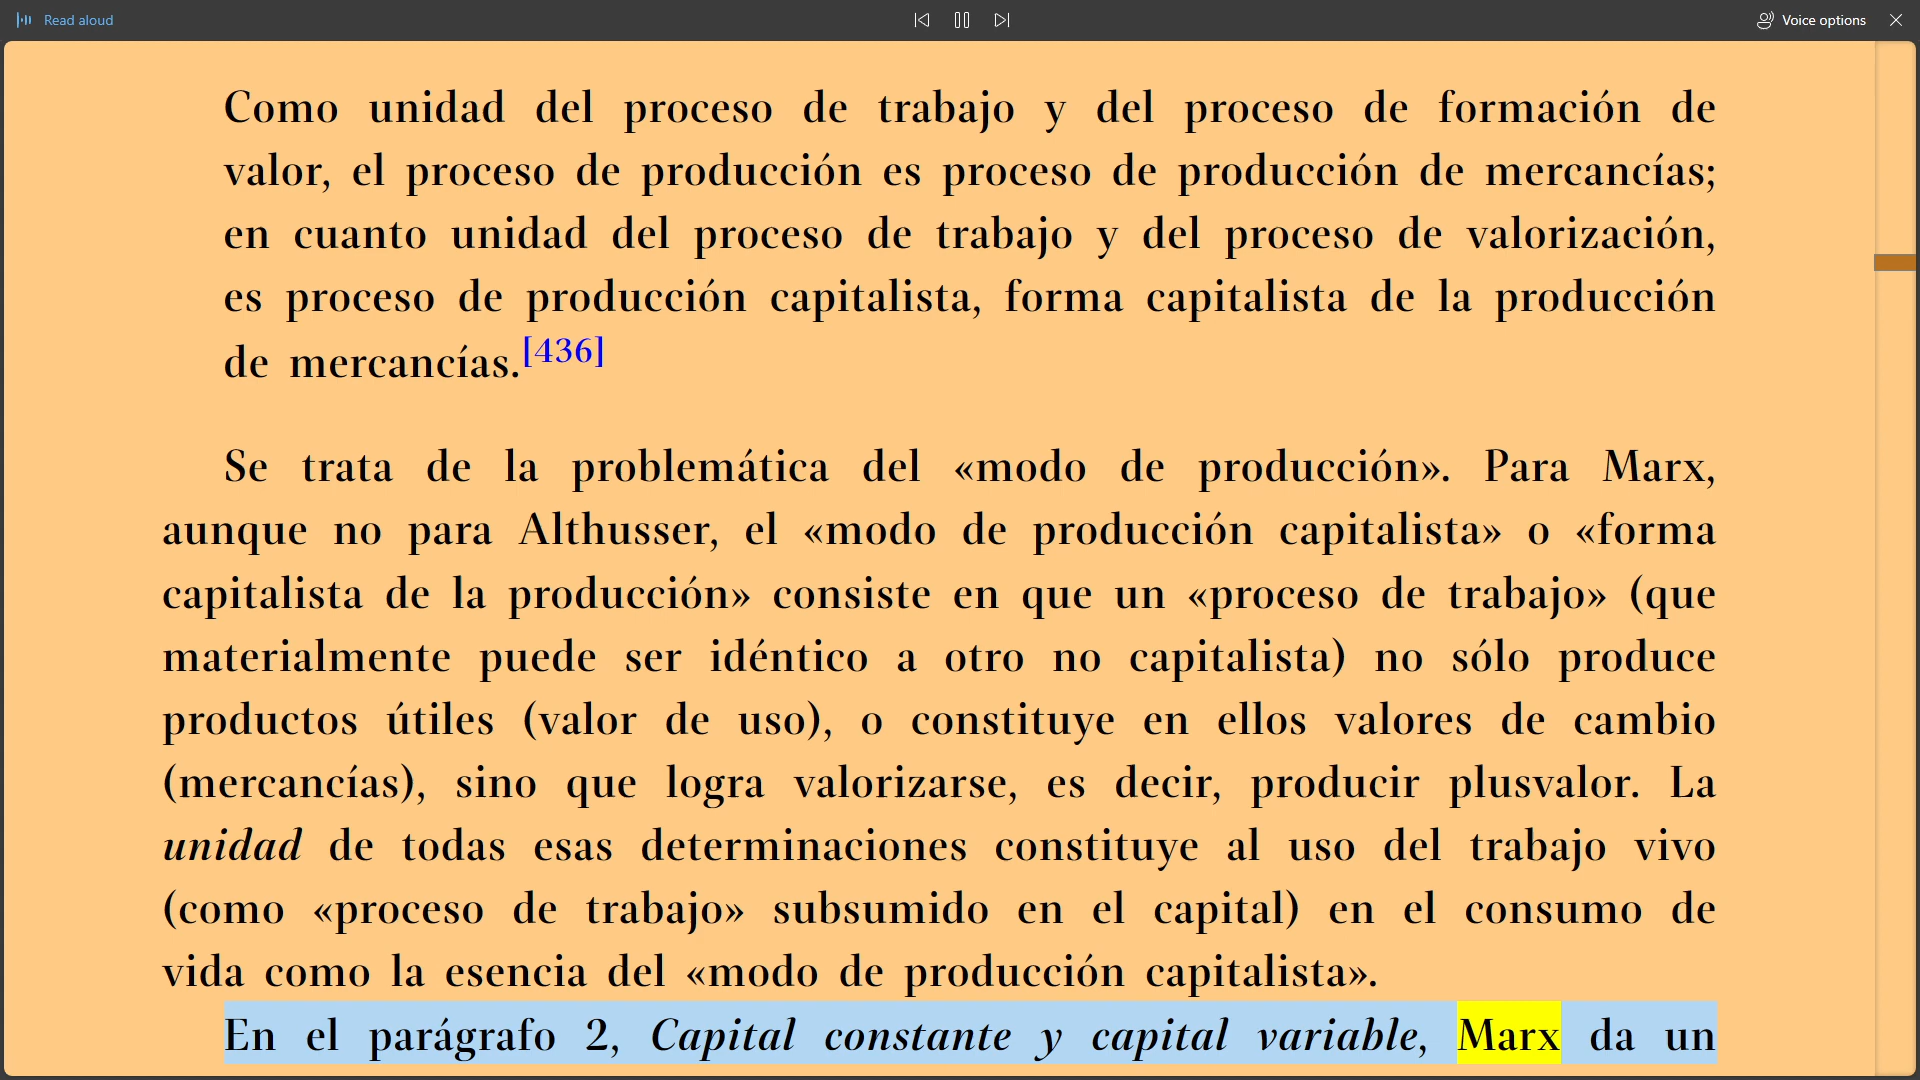 Read aloud
Voice options
Como unidad del proceso de trabajo y del proceso de formación de
valor, el proceso de producción es proceso de producción de mercancías;
en cuanto unidad del proceso de trabajo y del proceso de valorización,
es proceso de producción capitalista, forma capitalista de la producción
de mercancías.[436]
Se trata de la problemática del «modo de producción». Para Marx,
aunque no para Althusser, el «modo de producción capitalista» o «forma
capitalista de la producción» consiste en que un «proceso de trabajo» (que
materialmente puede ser idéntico a otro no capitalista) no sólo produce
productos útiles (valor de uso), o constituye en ellos valores de cambio
(mercancías), sino que logra valorizarse, es decir, producir plusvalor. La
unidad de todas esas determinaciones constituye al uso del trabajo vivo
(como «proceso de trabajo» subsumido en el capital) en el consumo de
vida como la esencia del «modo de producción capitalista».
En el parágrafo 2, Capital constante y capital variable, Marx da un